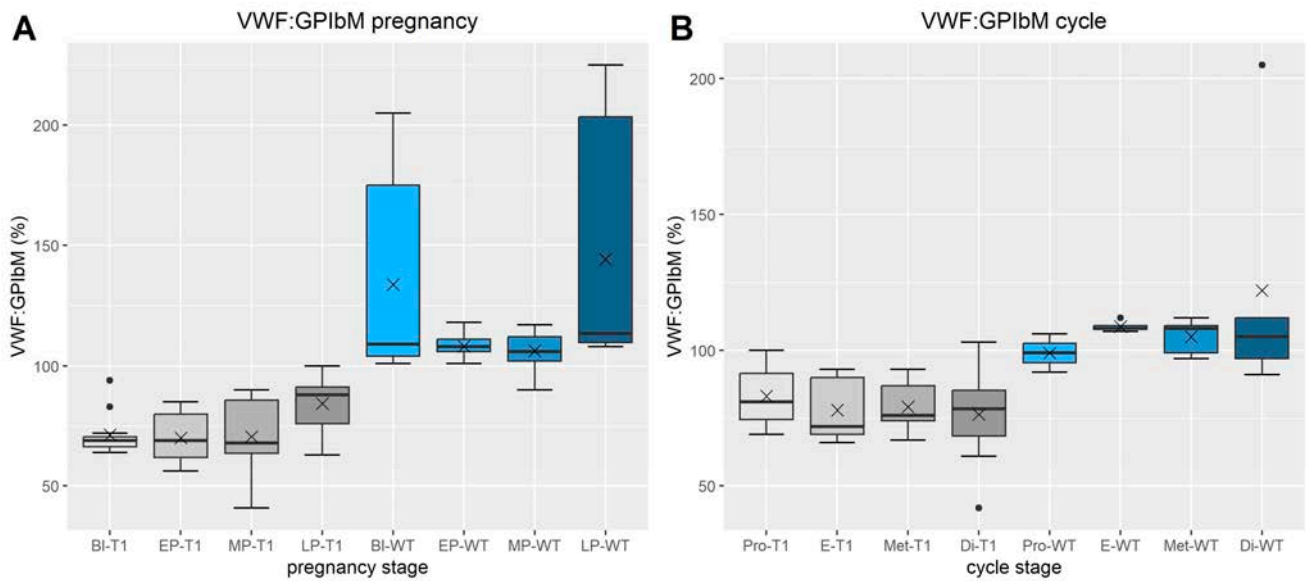 A
VWF:GPIbM pregnancy
VWF:GPIbM (%)
200
150
100
50
BI-T1 EP-T1 MP-T1 LP-T1 BI-WT EP-WT MP-WT LP-WT
pregnancy stage
B
VWF:GPIbM cycle
VWF:GPIbM (%)
200
150
100
50
Pro-T1 E-T1 Met-T1 Di-T1 Pro-WT E-WT Met-WT Di-WT
cycle stage